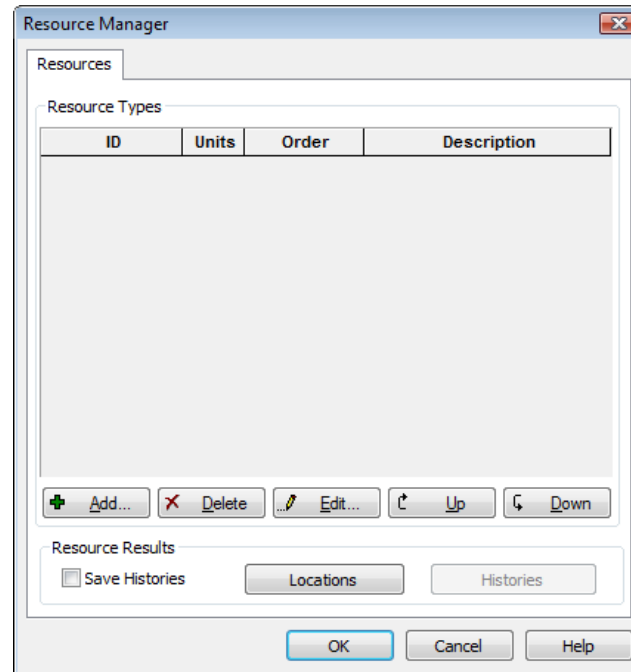 Resource Manager
Resources
Resource Types
ID Units Order Description
Add... Delete Edit... Up Down
Resource Results
Save Histories Locations Histories
OK Cancel Help